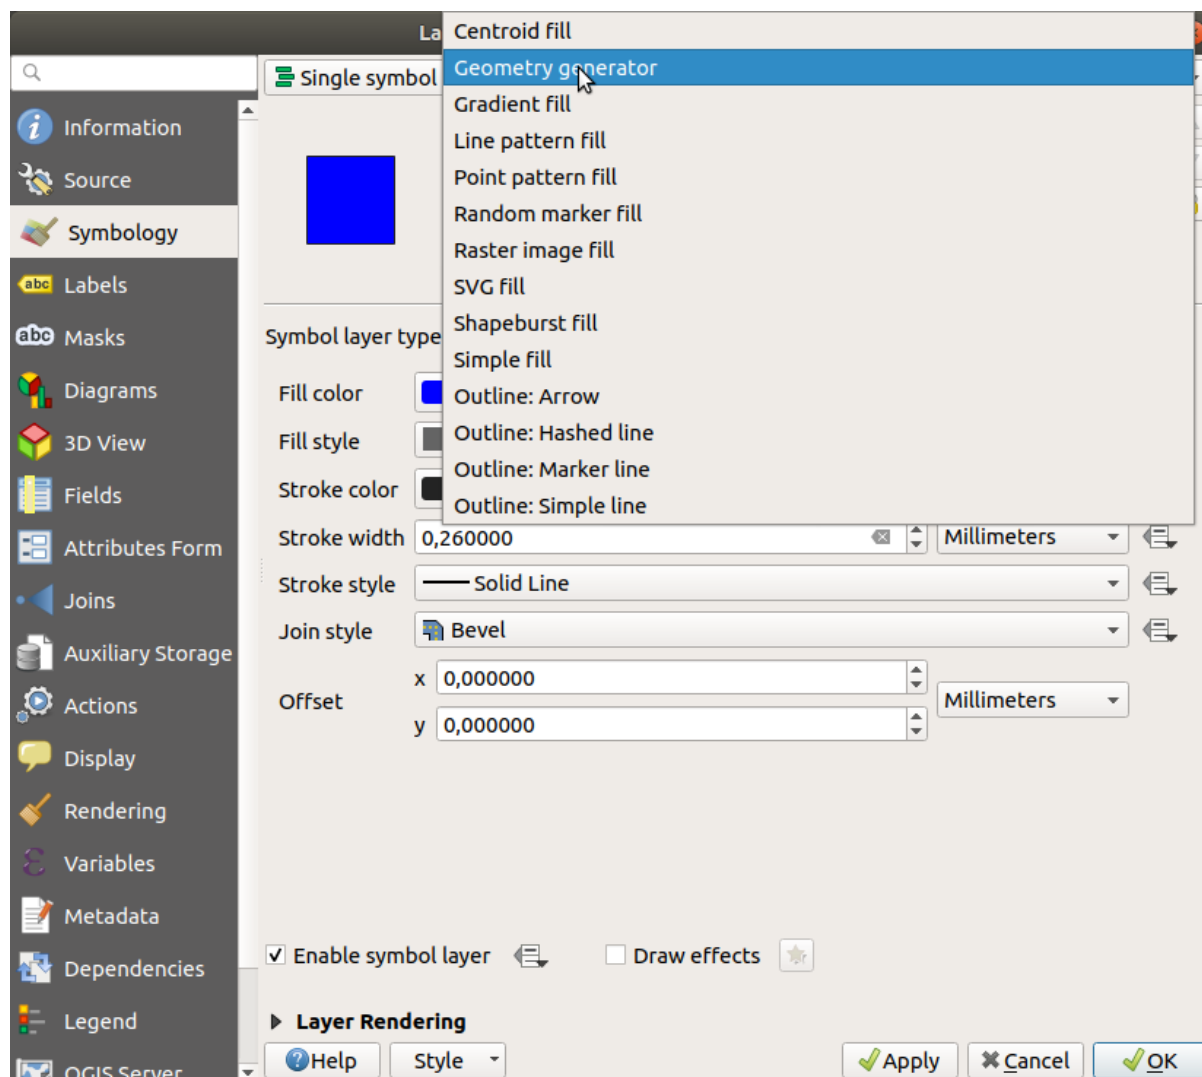 La
Centroid fill
Geometry generator
Gradient fill
Line pattern fill
Point pattern fill
Random marker fill
Raster image fill
SVG fill
Shapeburst fill
Simple fill
Outline: Arrow
Outline: Hashed line
Outline: Marker line
Outline: Simple line
Single symbol
Information
Source
Symbology
abc Labels
abc Masks
Diagrams
3D View
Fields
Attributes Form
Joins
Auxiliary Storage
Actions
Display
Rendering
Variables
Metadata
Dependencies
Legend
QGIS Server
Symbol layer type
Fill color
Fill style
Stroke color
Stroke width 0,260000 Millimeters
Stroke style Solid Line
Join style Bevel
Offset
x 0,000000
y 0,000000
Millimeters
Enable symbol layer
Draw effects
Layer Rendering
Help
Style
Apply
Cancel
OK